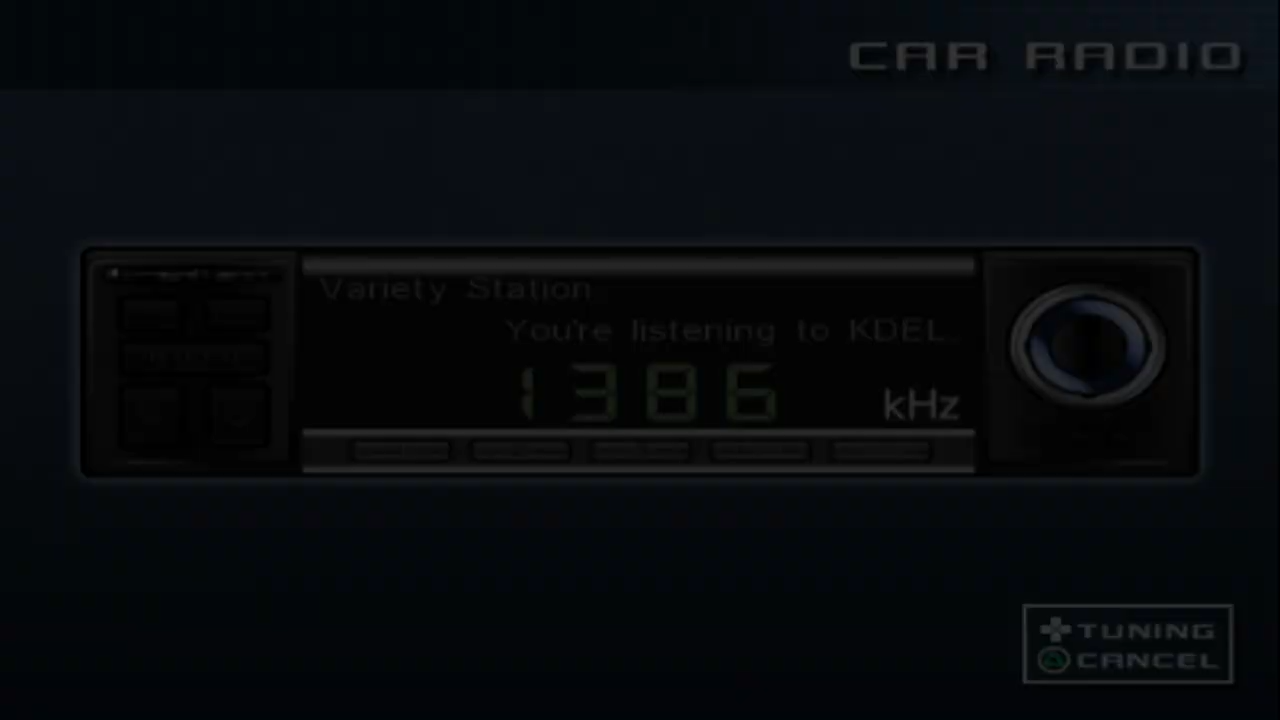 CAR RADIO
Variety Station
You're listening to KDEL.
1386 kHz
TUNING
CANCEL